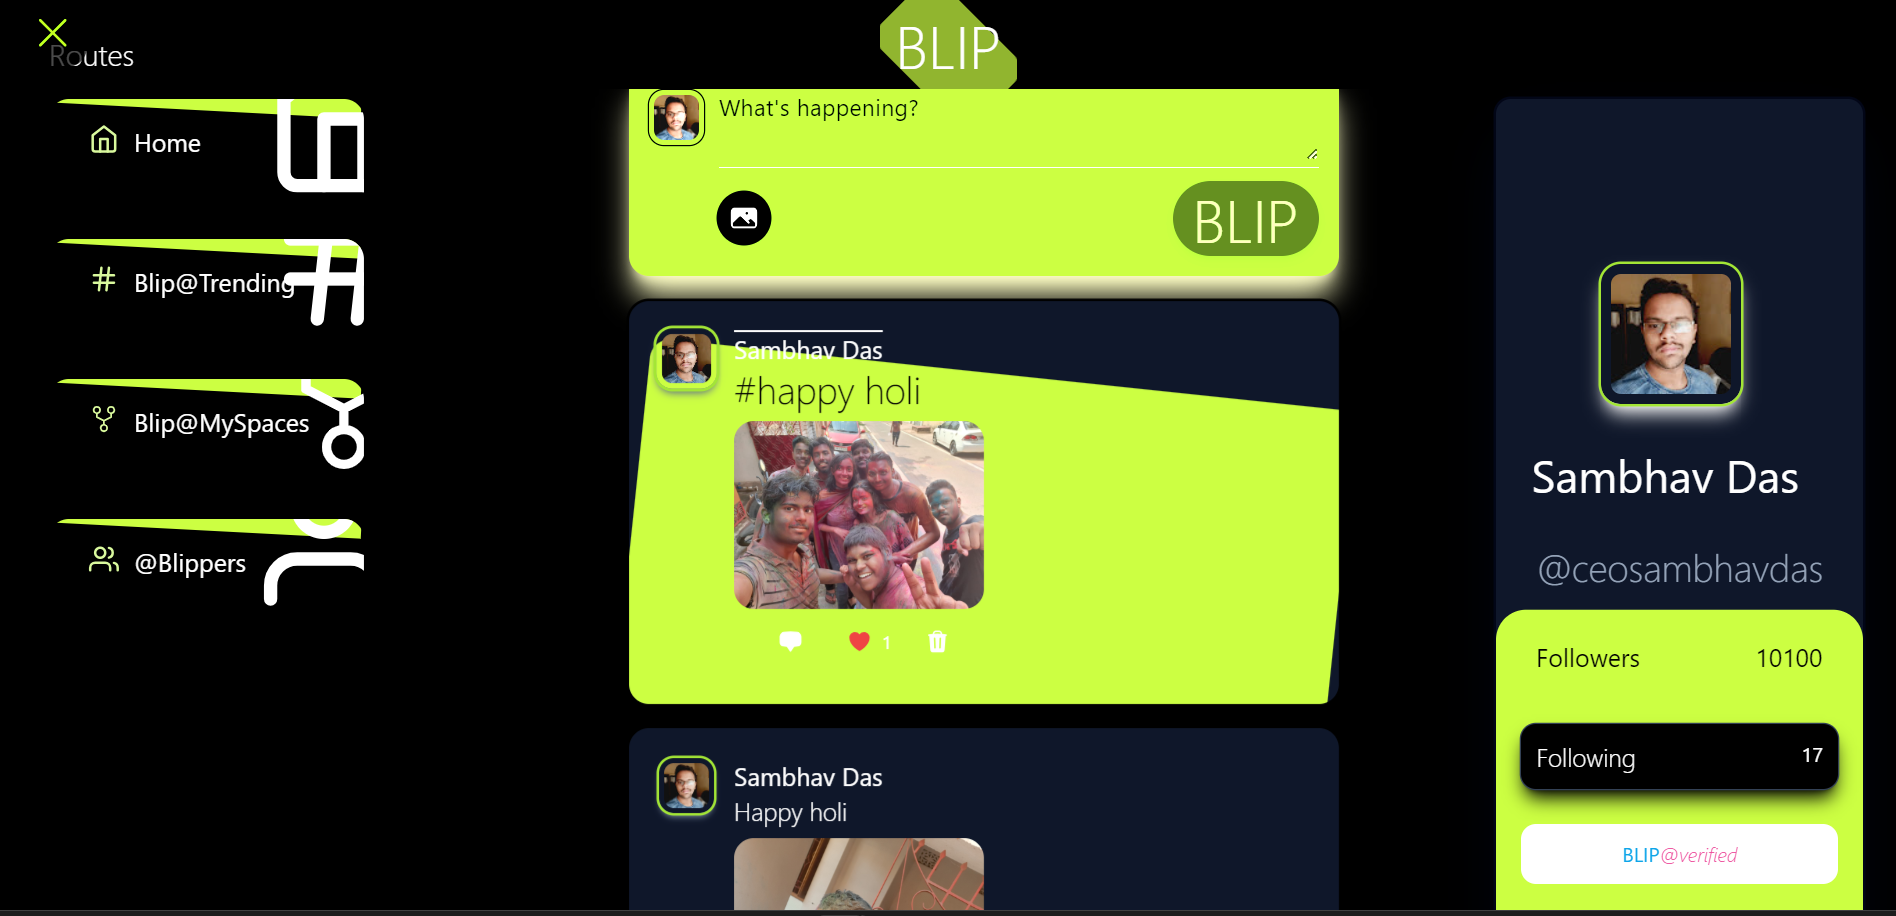 Routes
BLIP
Home
Blip@Trending
Blip@MySpaces
@Blippers
What's happening?
BLIP
Sambhav Das
#happy holi
1
Sambhav Das
Happy holi
Sambhav Das
@ceosambhavdas
Followers 10100
Following 17
BLIP@verified